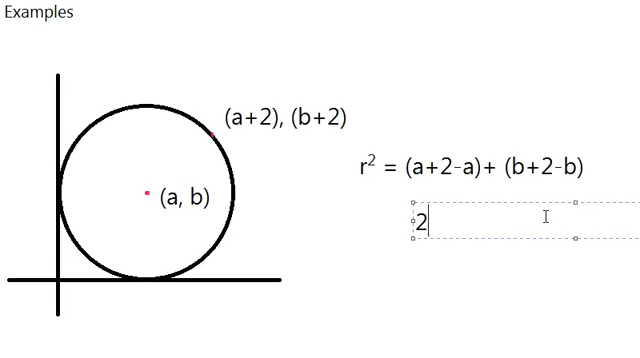 Examples
(a+2), (b+2)
r² = (a+2-a)+ (b+2-b)
(a, b)
2